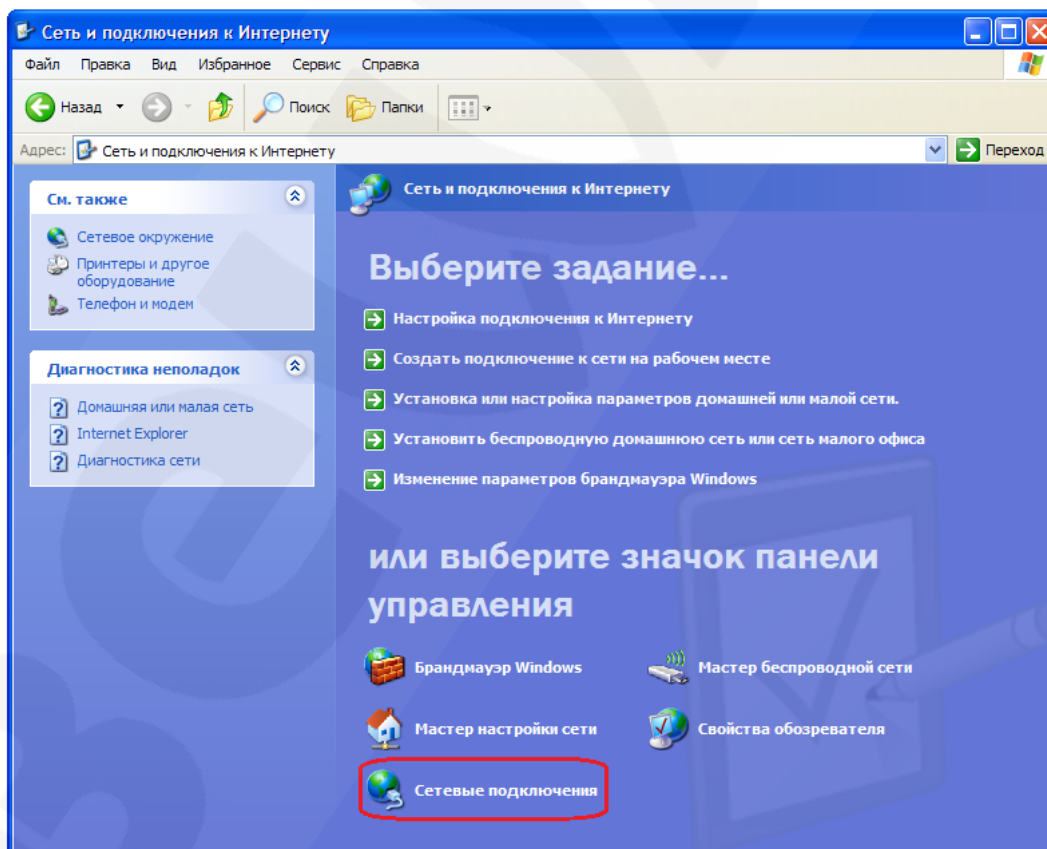 Сеть и подключения к Интернету
Файл Правка Вид Избранное Сервис Справка
Назад Поиск Папки
Адрес: Сеть и подключения к Интернету Переход
См. также
Сетевое окружение
Принтеры и другое
оборудование
Телефон и модем
Диагностика неполадок
Домашняя или малая сеть
Internet Explorer
Диагностика сети
Сеть и подключения к Интернету
Выберите задание...
Настройка подключения к Интернету
Создать подключение к сети на рабочем месте
Установка или настройка параметров домашней или малой сети.
Установить беспроводную домашнюю сеть или сеть малого офиса
Изменение параметров брандмауэра Windows
или выберите значок панели
управления
Брандмауэр Windows
Мастер беспроводной сети
Мастер настройки сети
Свойства обозревателя
Сетевые подключения